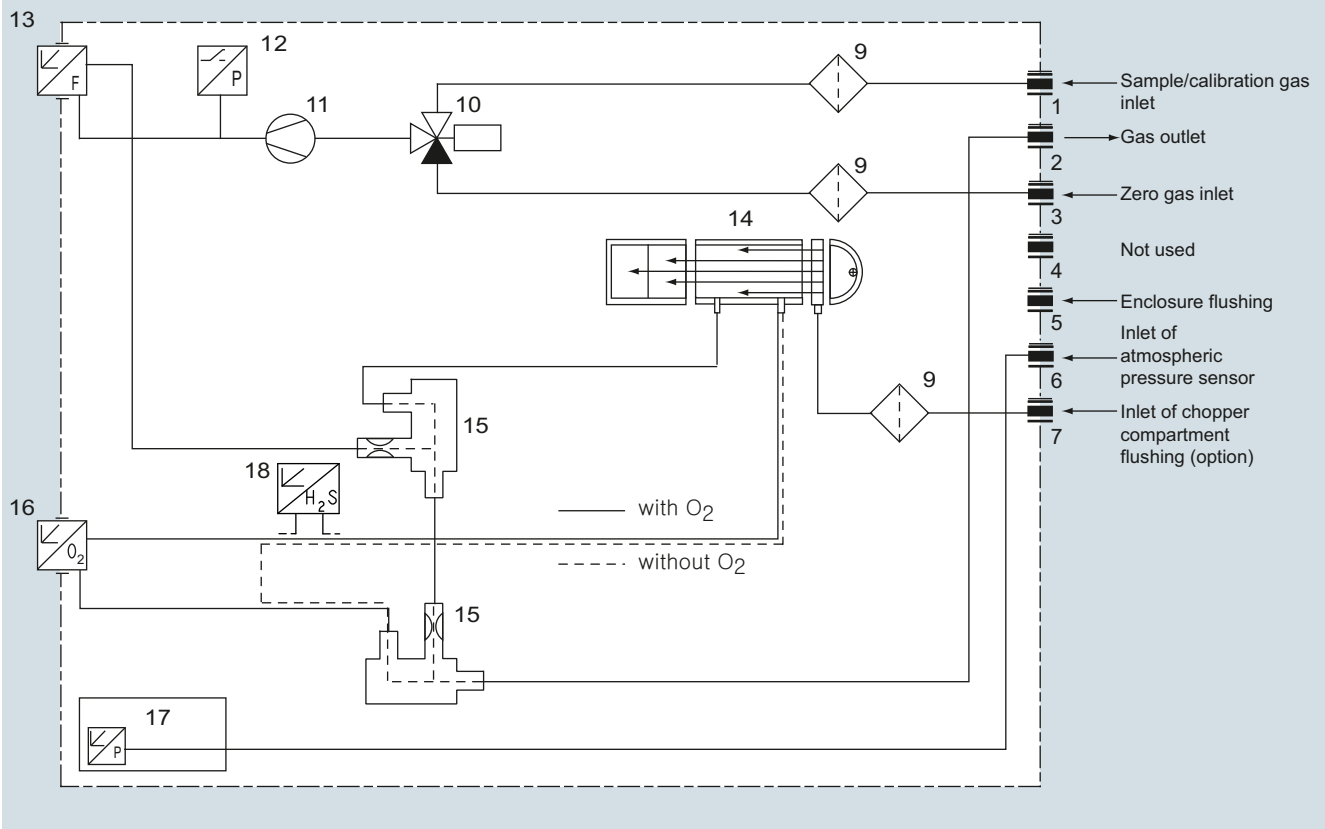 13
F
12
P
11
10
9
Sample/calibration gas
inlet
1
Gas outlet
2
9
Zero gas inlet
3
14
Not used
4
Enclosure flushing
5
Inlet of
atmospheric
pressure sensor
6
9
Inlet of chopper
compartment
flushing (option)
7
15
18
H2S
16
O2
with O2
without O2
15
17
P